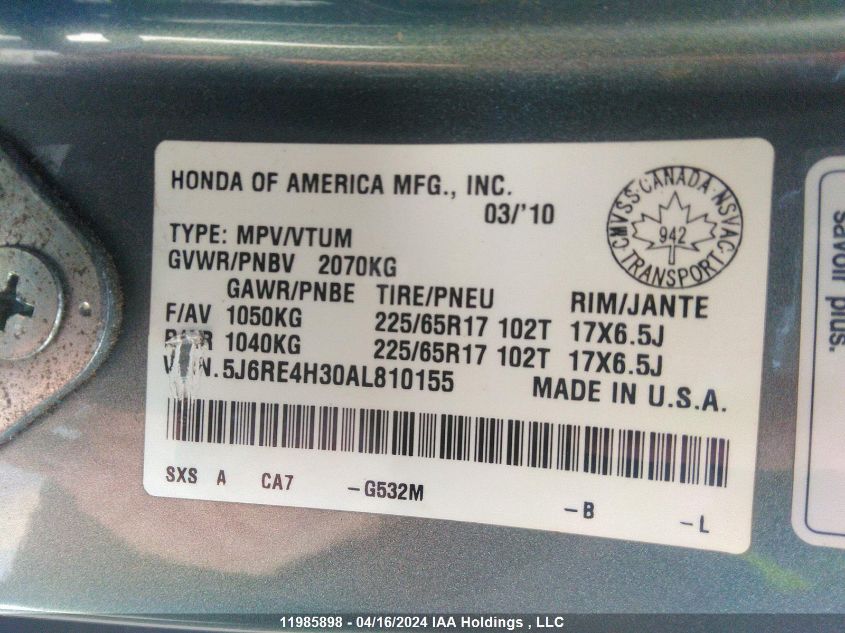 HONDA OF AMERICA MFG., INC.
03/'10
CMVSS·CANADA·NSVAC
942
TRANSPORT
TYPE: MPV/VTUM
GVWR/PNBV 2070KG
GAWR/PNBE TIRE/PNEU RIM/JANTE
F/AV 1050KG 225/65R17 102T 17X6.5J
1040KG 225/65R17 102T 17X6.5J
5J6RE4H30AL810155 MADE IN U.S.A.
SXS A CA7 -G532M -B -L
savoir plus.
11985898 - 04/16/2024 IAA Holdings , LLC